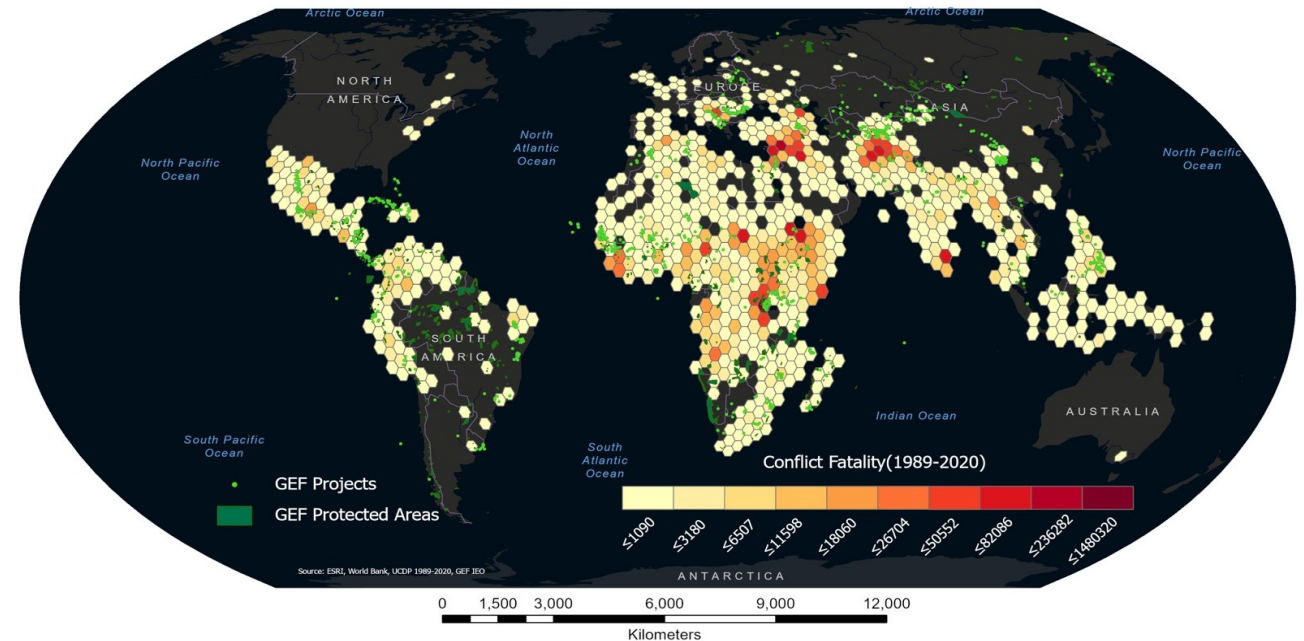 Arctic Ocean
Arctic Ocean
NORTH
AMERICA
EUROPE
ASIA
North
Atlantic
Ocean
North Pacific
Ocean
North Pacific
Ocean
SOUTH
AMERICA
Indian Ocean
AUSTRALIA
South Pacific
Ocean
South
Atlantic
Ocean
Conflict Fatality(1989-2020)
GEF Projects
GEF Protected Areas
≤1090
≤3180
≤6507
≤11598
≤18060
≤26704
≤50552
≤82086
≤236282
≤1480320
Source: ESRI, World Bank, UCDP 1989-2020, GEF IEO
ANTARCTICA
0 1,500 3,000 6,000 9,000 12,000
Kilometers